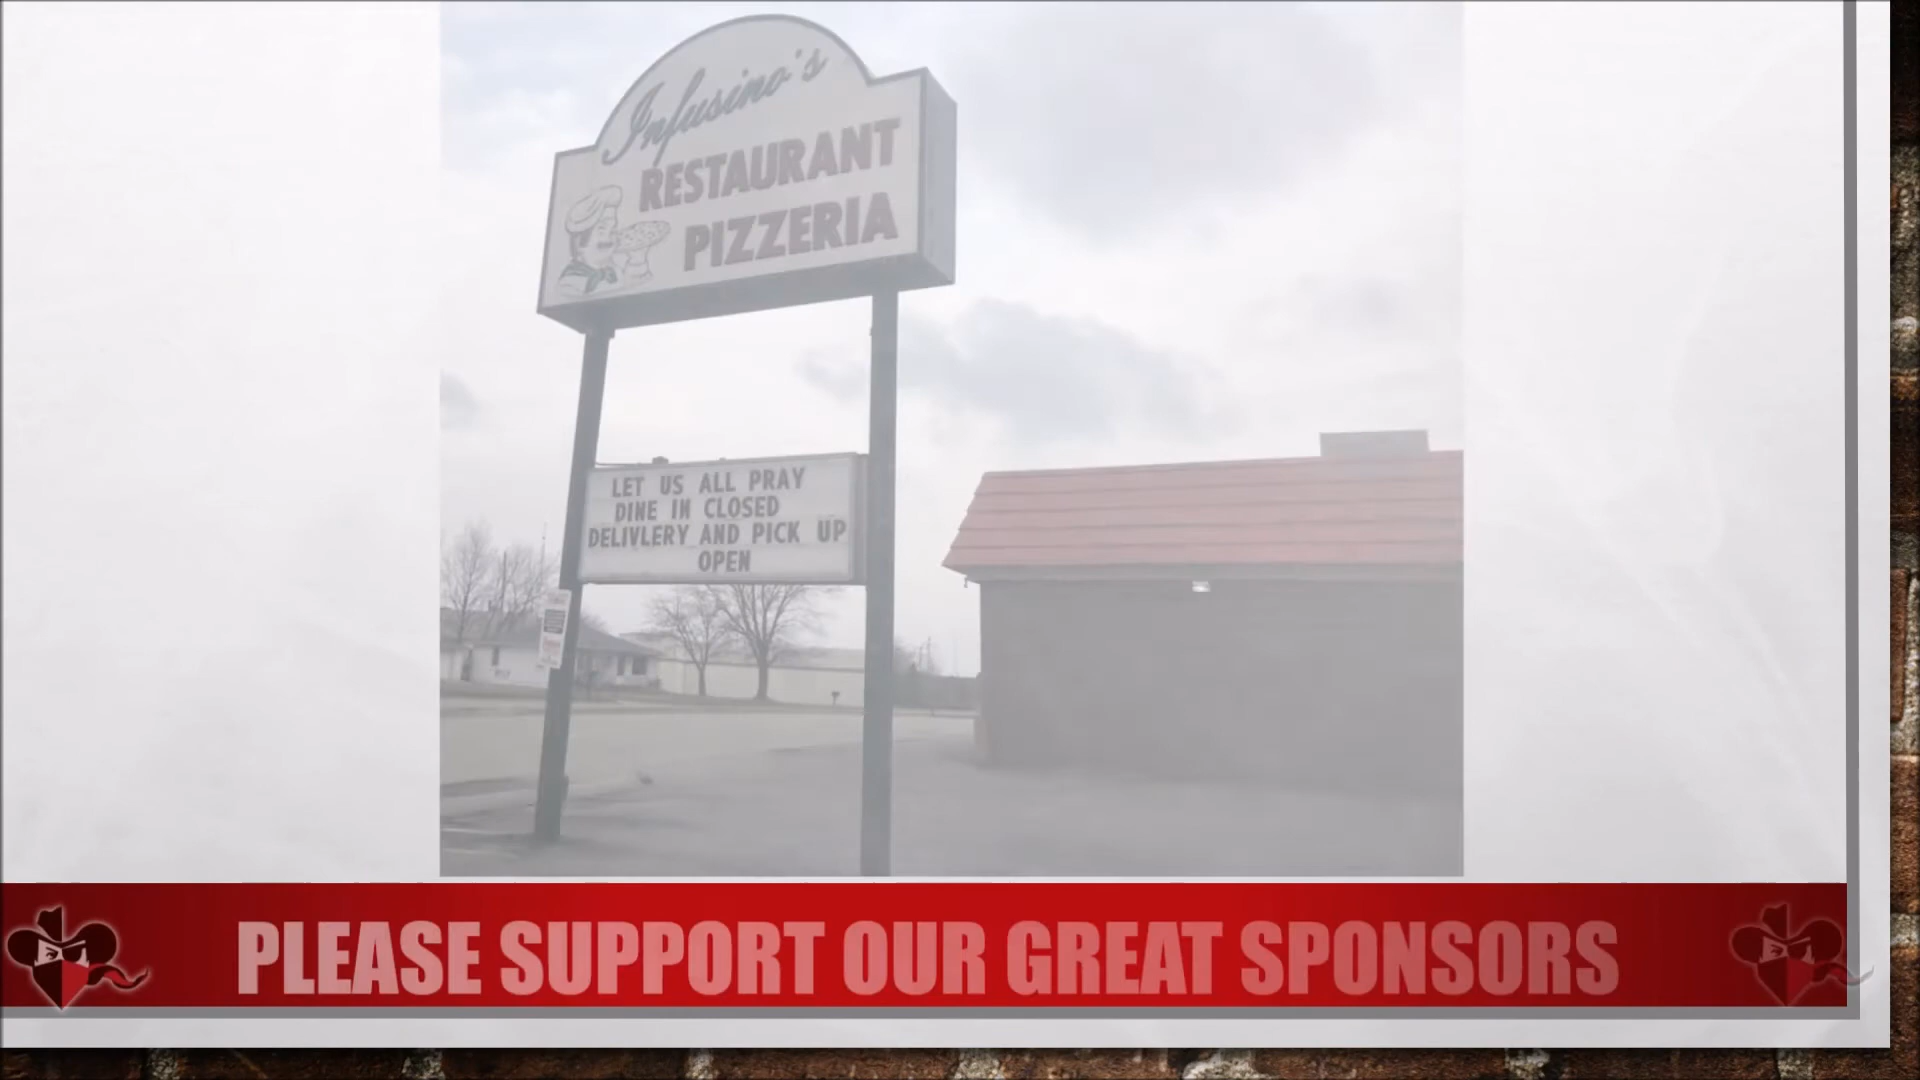 Infusino's
RESTAURANT
PIZZERIA
LET US ALL PRAY
DINE IN CLOSED
DELIVLERY AND PICK UP
OPEN
PLEASE SUPPORT OUR GREAT SPONSORS